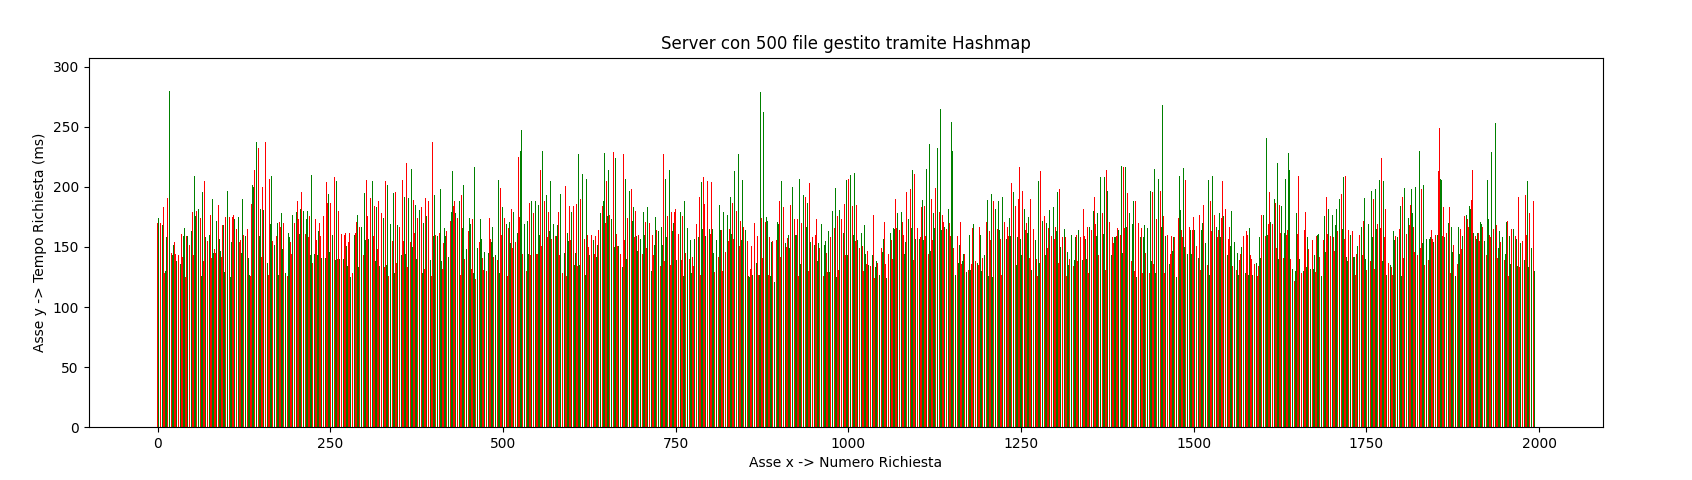 Server con 500 file gestito tramite Hashmap
300
250
200
150
100
50
0
Asse y -> Tempo Richiesta (ms)
0 250 500 750 1000 1250 1500 1750 2000
Asse x -> Numero Richiesta